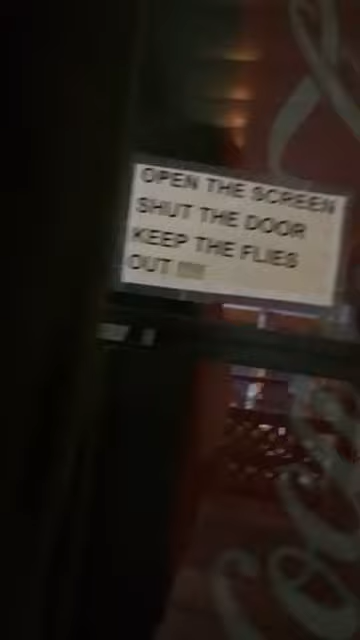 OPEN THE SCREEN
SHUT THE DOOR
KEEP THE FLIES
OUT !!!!!